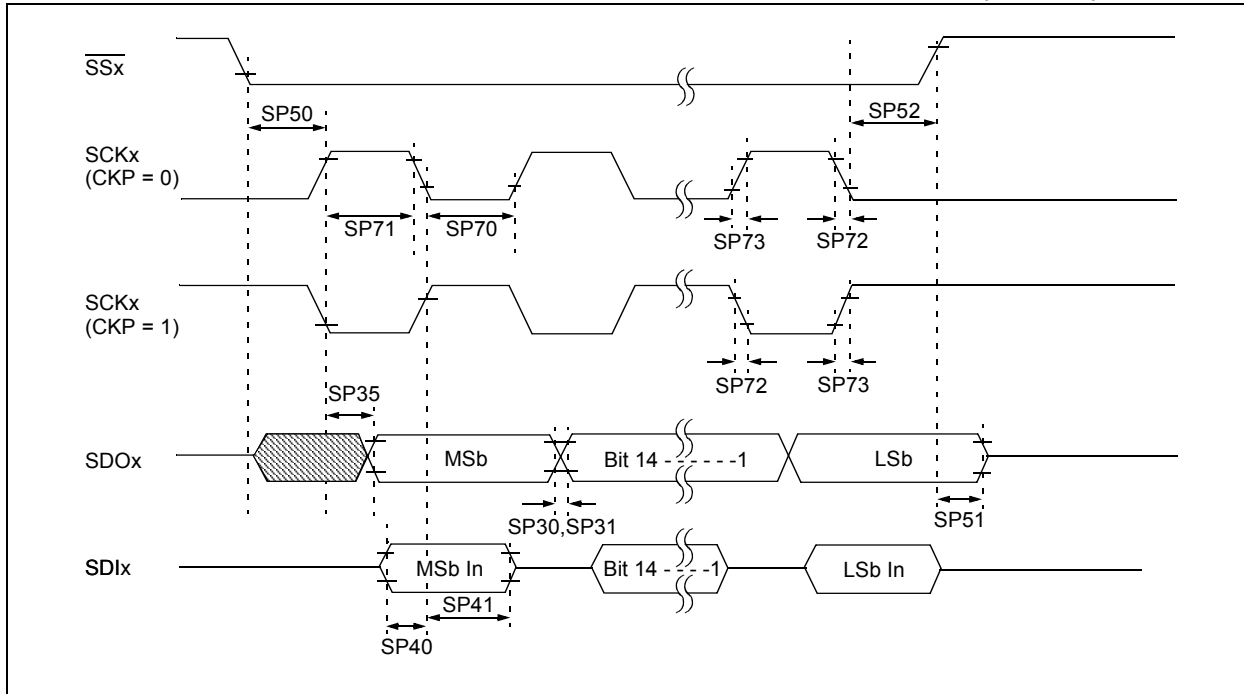 SSx
SP50
SP52
SCKx
(CKP = 0)
SP71
SP70
SP73
SP72
SCKx
(CKP = 1)
SP72
SP73
SP35
SDOx
MSb
Bit 14 - - - - - -1
LSb
SP30,SP31
SP51
SDIx
MSb In
Bit 14 - - - -1
LSb In
SP41
SP40